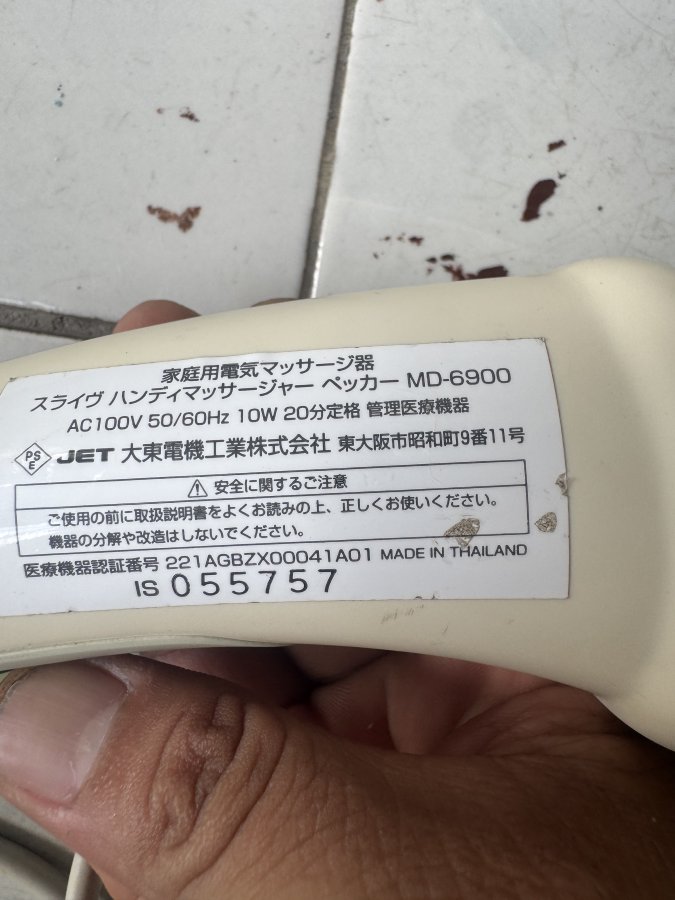 家庭用電気マッサージ器
スライヴ ハンディマッサージャー ペッカー MD-6900
AC100V 50/60Hz 10W 20分定格 管理医療機器
PSE JET 大東電機工業株式会社 東大阪市昭和町9番11号
安全に関するご注意
ご使用の前に取扱説明書をよくお読みの上、正しくお使いください。
機器の分解や改造はしないでください。
医療機器認証番号 221AGBZX00041A01 MADE IN THAILAND
IS 055757